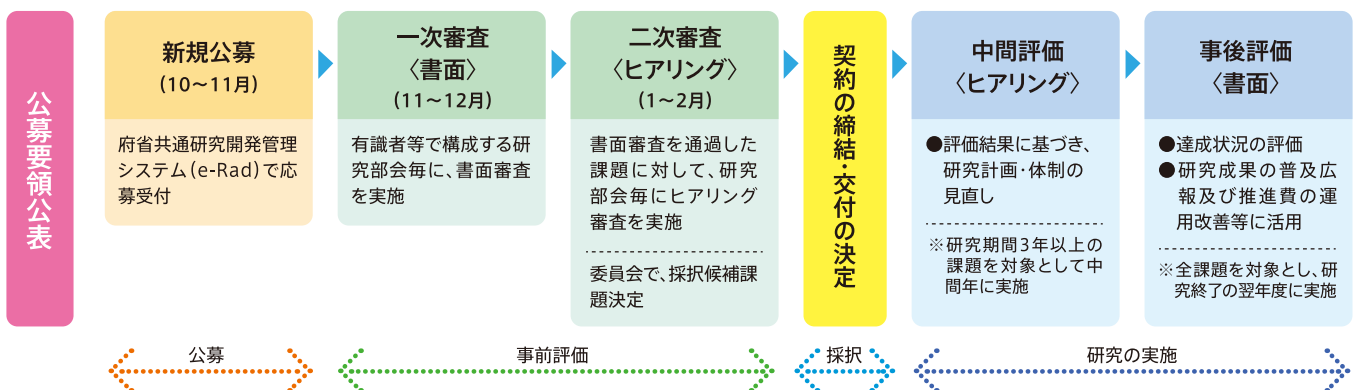 公募要領公表
新規公募
(10〜11月)
府省共通研究開発管理
システム(e-Rad)で応
募受付
一次審査
〈書面〉
(11〜12月)
有識者等で構成する研
究部会毎に、書面審査
を実施
二次審査
〈ヒアリング〉
(1〜2月)
書面審査を通過した
課題に対して、研究
部会毎にヒアリング
審査を実施
委員会で、採択候補課
題決定
契約の締結・交付の決定
中間評価
〈ヒアリング〉
●評価結果に基づき、
研究計画・体制の
見直し
※研究期間3年以上の
課題を対象として中
間年に実施
事後評価
〈書面〉
●達成状況の評価
●研究成果の普及広
報及び推進費の運
用改善等に活用
※全課題を対象とし、研
究終了の翌年度に実施
公募
事前評価
採択
研究の実施